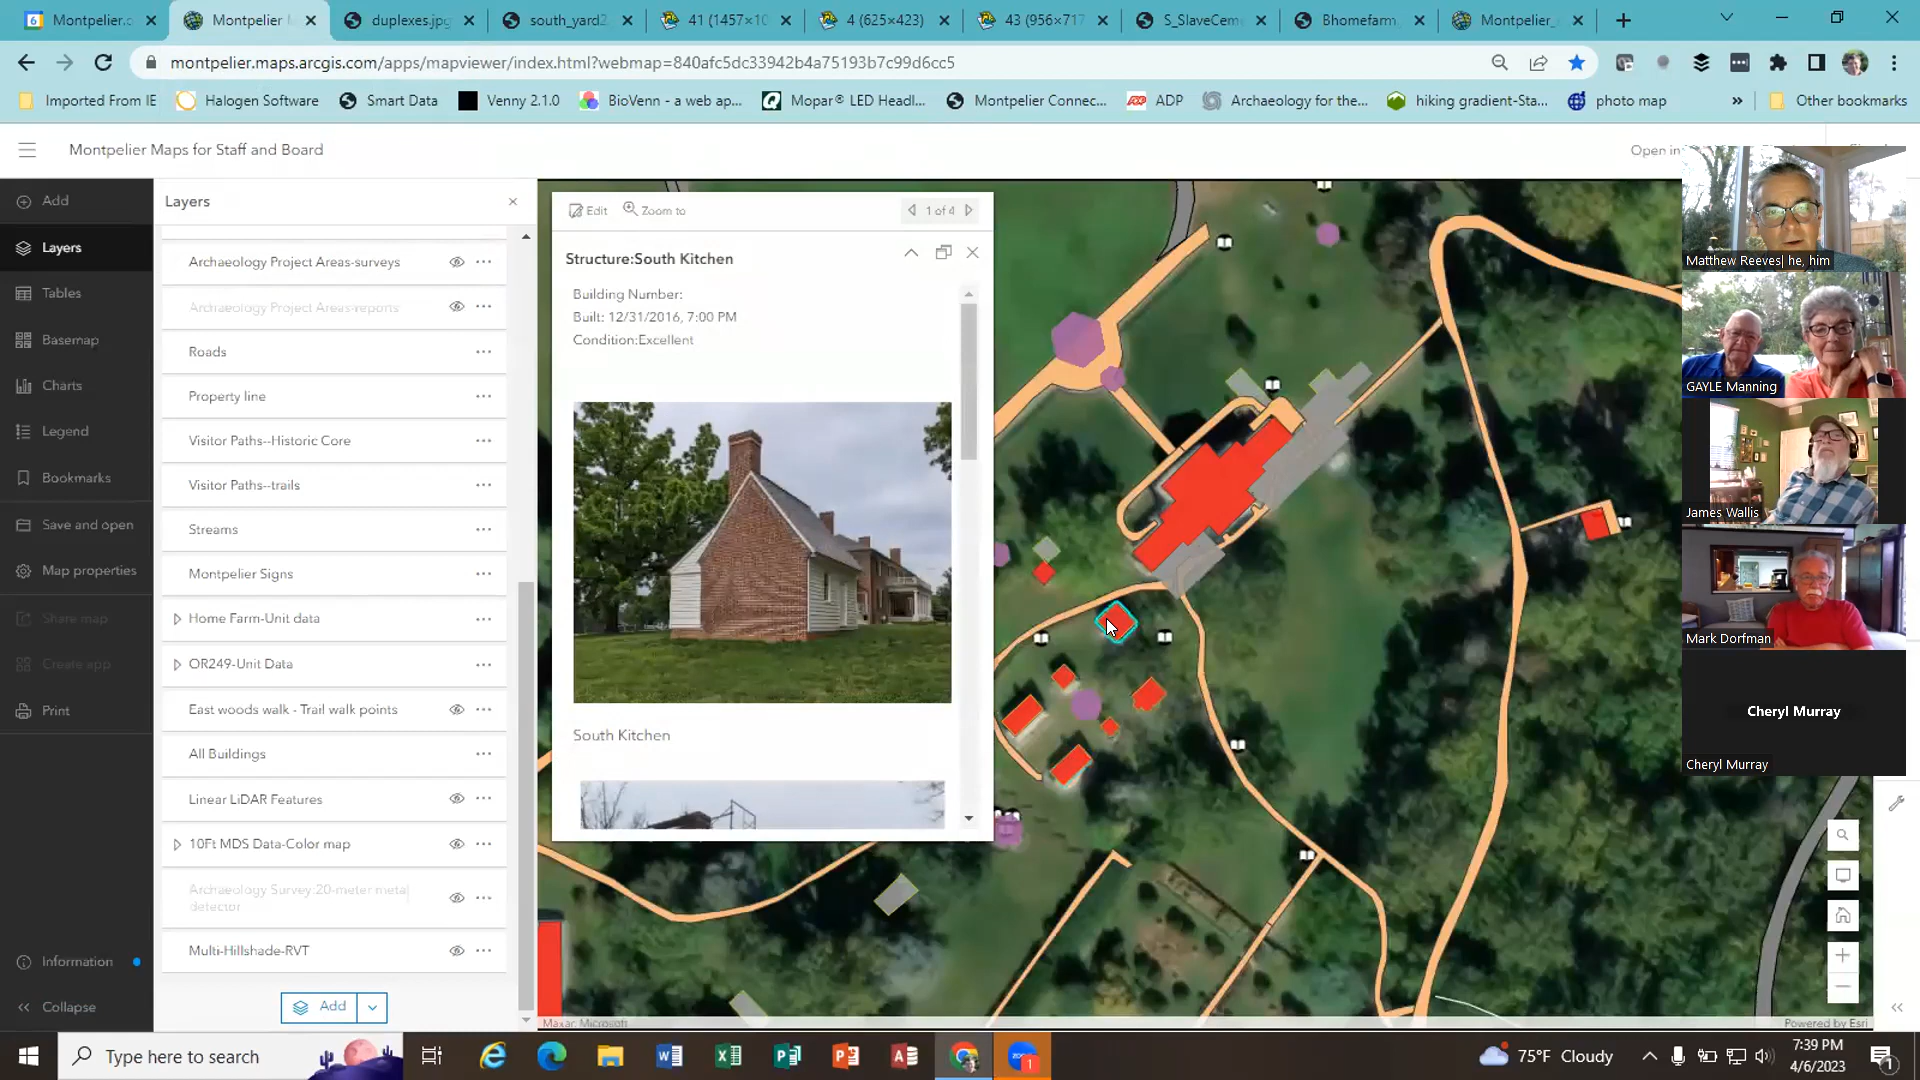 Montpelier.c
Montpelier M
duplexes.jpg
south_yard2
41 (1457×10
4 (625×423)
43 (956×717
S_SlaveCem
Bhomefarm
Montpelier_
montpelier.maps.arcgis.com/apps/mapviewer/index.html?webmap=840afc5dc33942b4a75193b7c99d6cc5
Imported From IE
Halogen Software
Smart Data
Venny 2.1.0
BioVenn - a web ap...
Mopar® LED Headl...
Montpelier Connec...
ADP
Archaeology for the...
hiking gradient-Sta...
photo map
»
Other bookmarks
Montpelier Maps for Staff and Board
Open in
Add
Layers
Tables
Basemap
Charts
Legend
Bookmarks
Save and open
Map properties
Share map
Create app
Print
Information
Collapse
Layers
Archaeology Project Areas-surveys
Archaeology Project Areas-reports
Roads
Property line
Visitor Paths--Historic Core
Visitor Paths--trails
Streams
Montpelier Signs
Home Farm-Unit data
OR249-Unit Data
East woods walk - Trail walk points
All Buildings
Linear LiDAR Features
10Ft MDS Data-Color map
Archaeology Survey:20-meter metal
detector
Multi-Hillshade-RVT
Add
Edit
Zoom to
1 of 4
Structure:South Kitchen
Building Number:
Built: 12/31/2016, 7:00 PM
Condition:Excellent
South Kitchen
Maxar, Microsoft
Powered by Esri
Matthew Reeves| he, him
GAYLE Manning
James Wallis
Mark Dorfman
Cheryl Murray
Cheryl Murray
Type here to search
75°F Cloudy
7:39 PM
4/6/2023